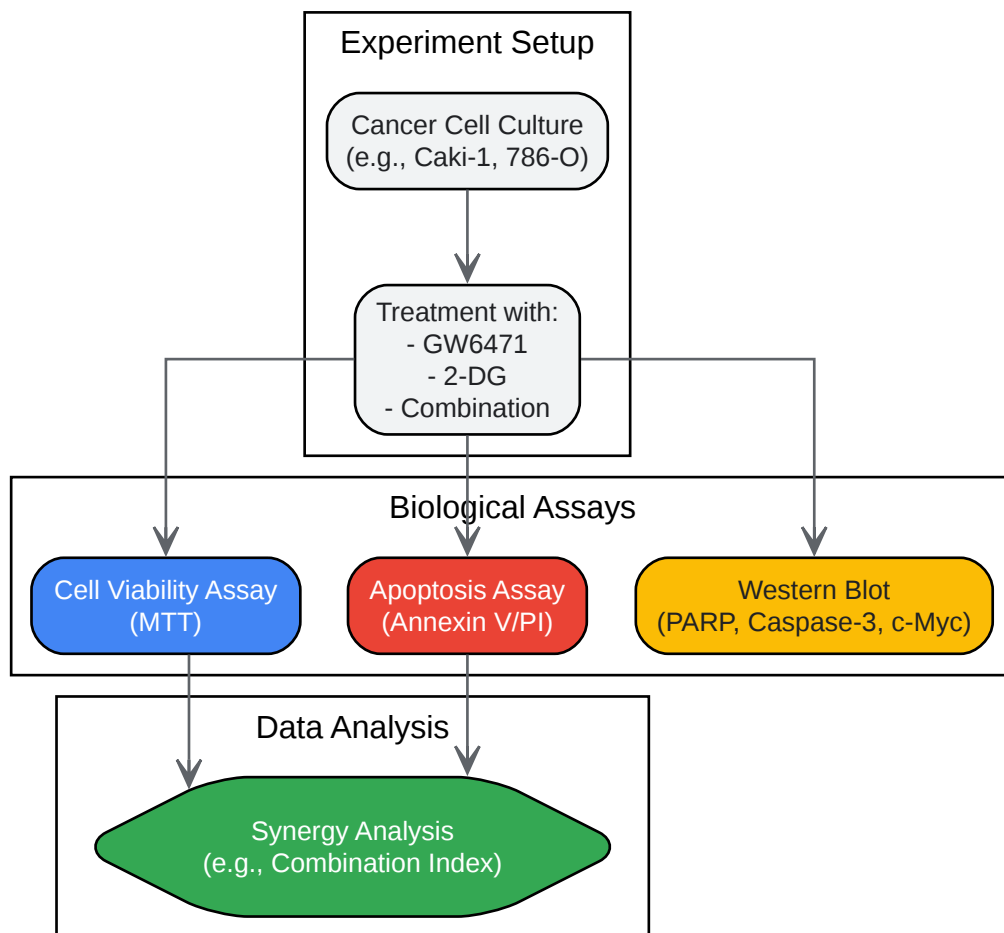 Experiment Setup
Cancer Cell Culture
(e.g., Caki-1, 786-O)
Treatment with:
- GW6471
- 2-DG
- Combination
Biological Assays
Cell Viability Assay
(MTT)
Apoptosis Assay
(Annexin V/PI)
Western Blot
(PARP, Caspase-3, c-Myc)
Data Analysis
Synergy Analysis
(e.g., Combination Index)